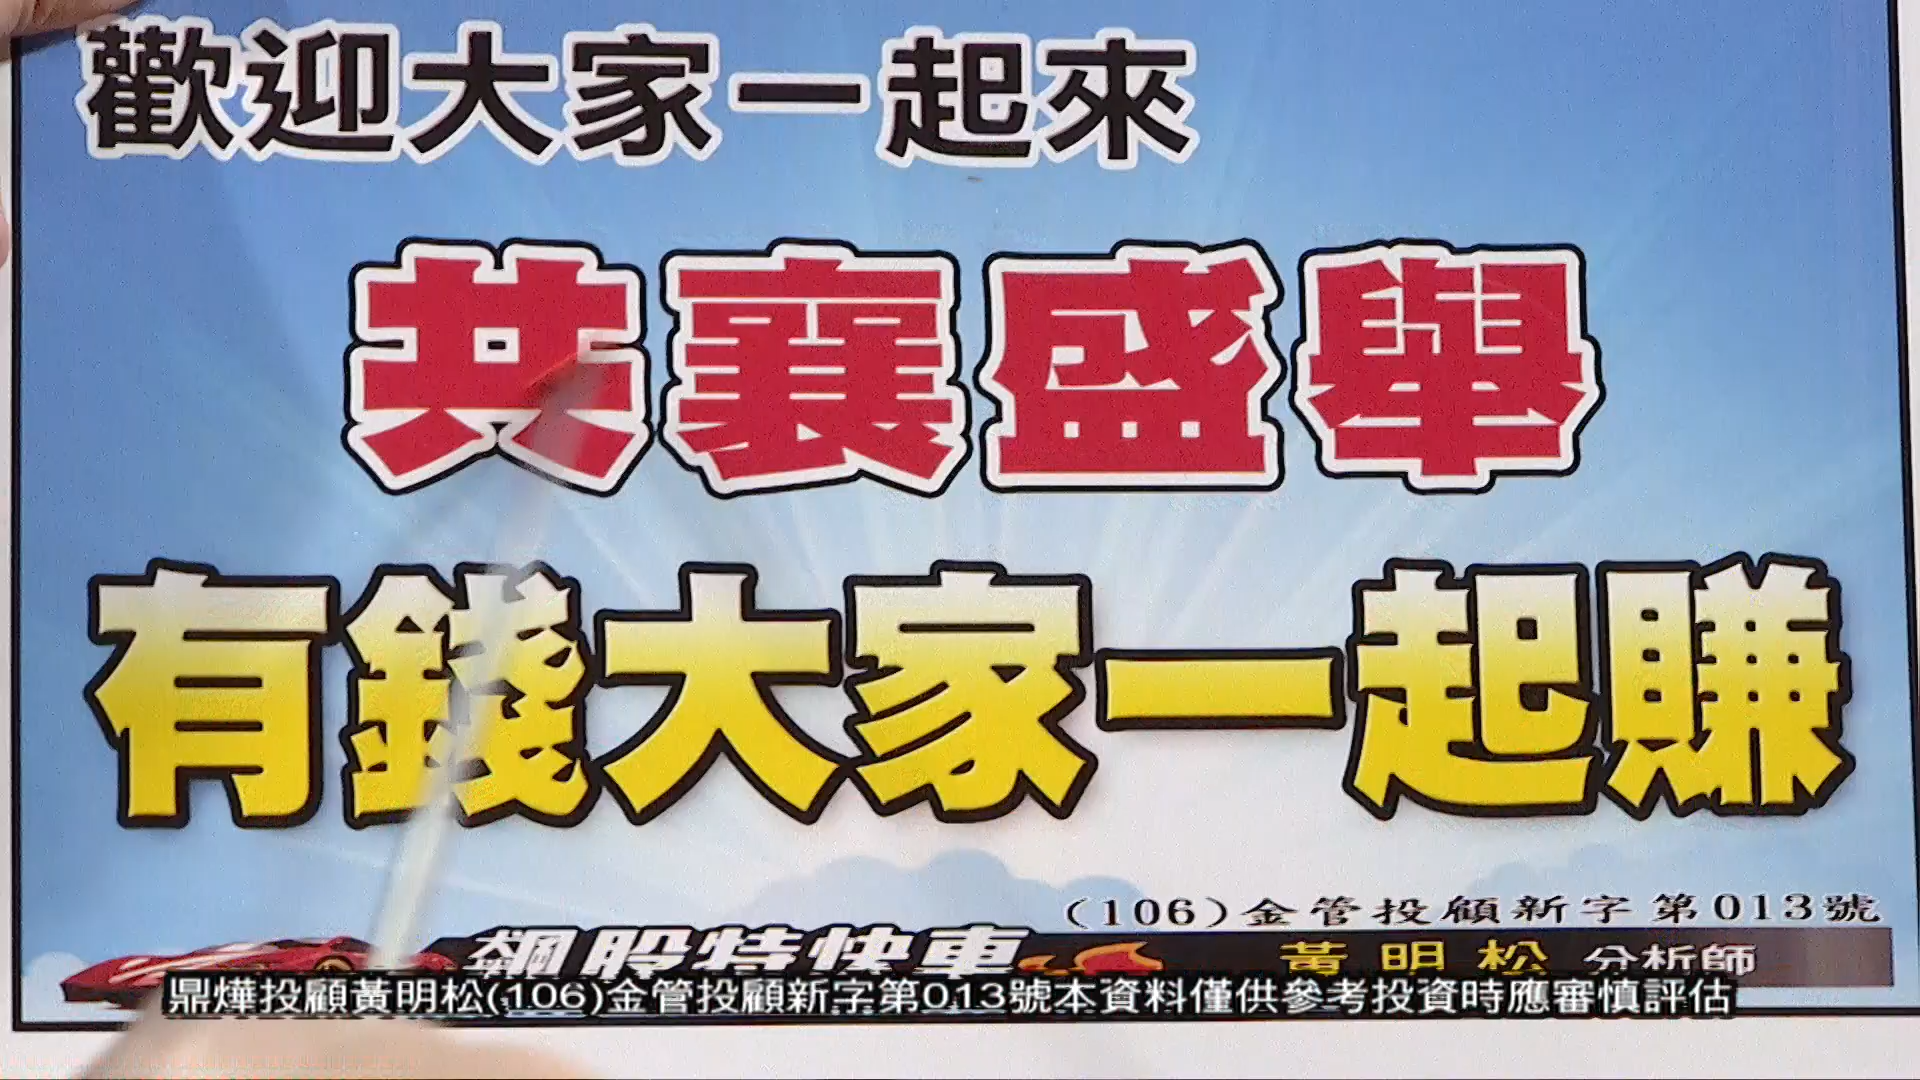 歡迎大家一起來
共襄盛舉
有錢大家一起賺
(106)金管投顧新字第013號
飆股特快車
黃明松 分析師
鼎燁投顧黃明松(106)金管投顧新字第013號本資料僅供參考投資時應審慎評估